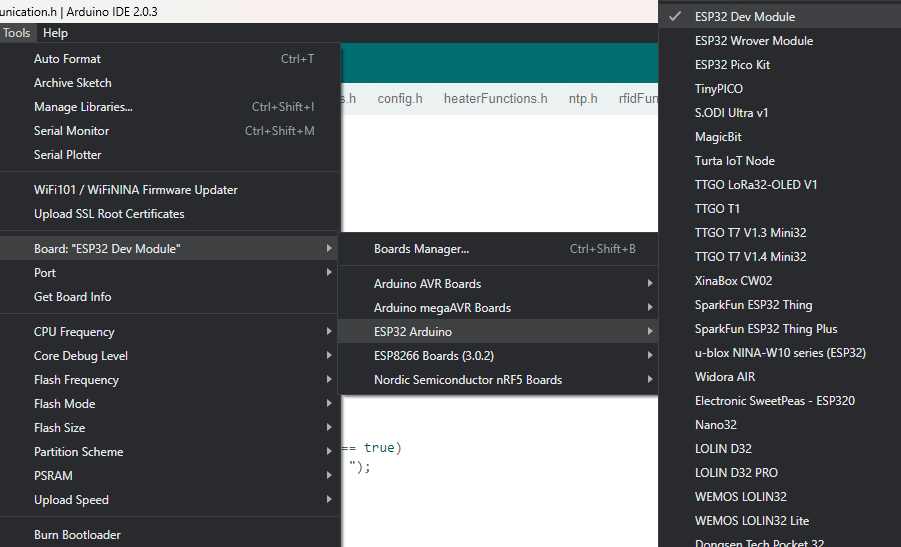 unication.h | Arduino IDE 2.0.3
Tools Help
Auto Format Ctrl+T
Archive Sketch
Manage Libraries... Ctrl+Shift+I
Serial Monitor Ctrl+Shift+M
Serial Plotter
WiFi101 / WiFiNINA Firmware Updater
Upload SSL Root Certificates
Board: "ESP32 Dev Module"
Port
Get Board Info
CPU Frequency
Core Debug Level
Flash Frequency
Flash Mode
Flash Size
Partition Scheme
PSRAM
Upload Speed
Burn Bootloader
s.h config.h heaterFunctions.h ntp.h rfidFun
Boards Manager... Ctrl+Shift+B
Arduino AVR Boards
Arduino megaAVR Boards
ESP32 Arduino
ESP8266 Boards (3.0.2)
Nordic Semiconductor nRF5 Boards
== true)
");
ESP32 Dev Module
ESP32 Wrover Module
ESP32 Pico Kit
TinyPICO
S.ODI Ultra v1
MagicBit
Turta IoT Node
TTGO LoRa32-OLED V1
TTGO T1
TTGO T7 V1.3 Mini32
TTGO T7 V1.4 Mini32
XinaBox CW02
SparkFun ESP32 Thing
SparkFun ESP32 Thing Plus
u-blox NINA-W10 series (ESP32)
Widora AIR
Electronic SweetPeas - ESP320
Nano32
LOLIN D32
LOLIN D32 PRO
WEMOS LOLIN32
WEMOS LOLIN32 Lite
Dongsen Tech Pocket 32